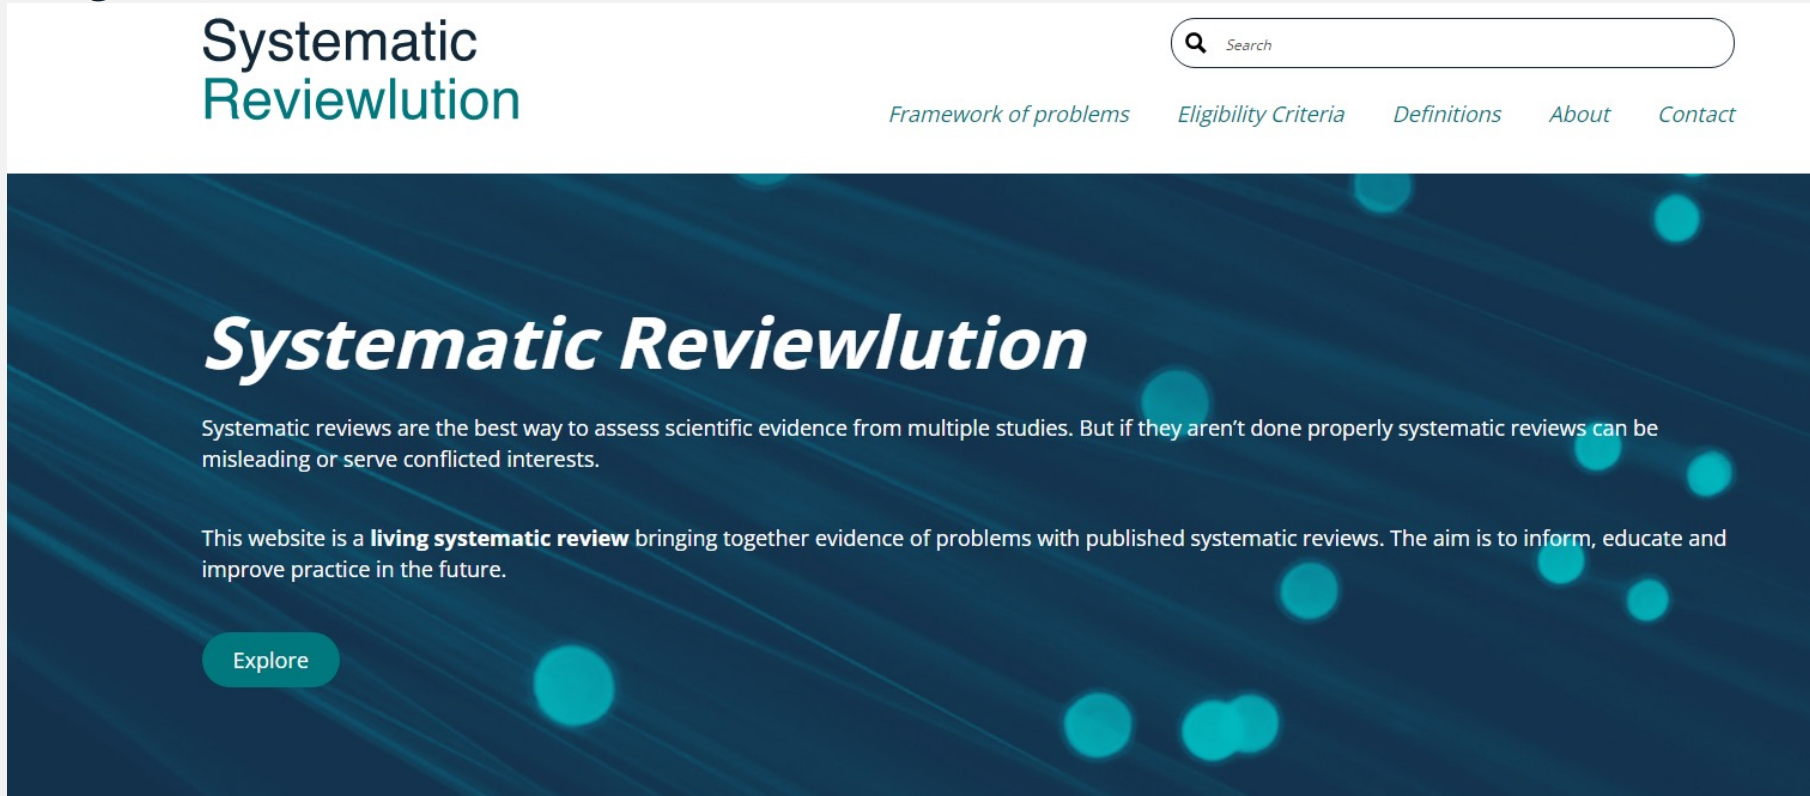 Systematic
Reviewlution
Search
Framework of problems Eligibility Criteria Definitions About Contact
Systematic Reviewlution
Systematic reviews are the best way to assess scientific evidence from multiple studies. But if they aren't done properly systematic reviews can be
misleading or serve conflicted interests.
This website is a living systematic review bringing together evidence of problems with published systematic reviews. The aim is to inform, educate and
improve practice in the future.
Explore